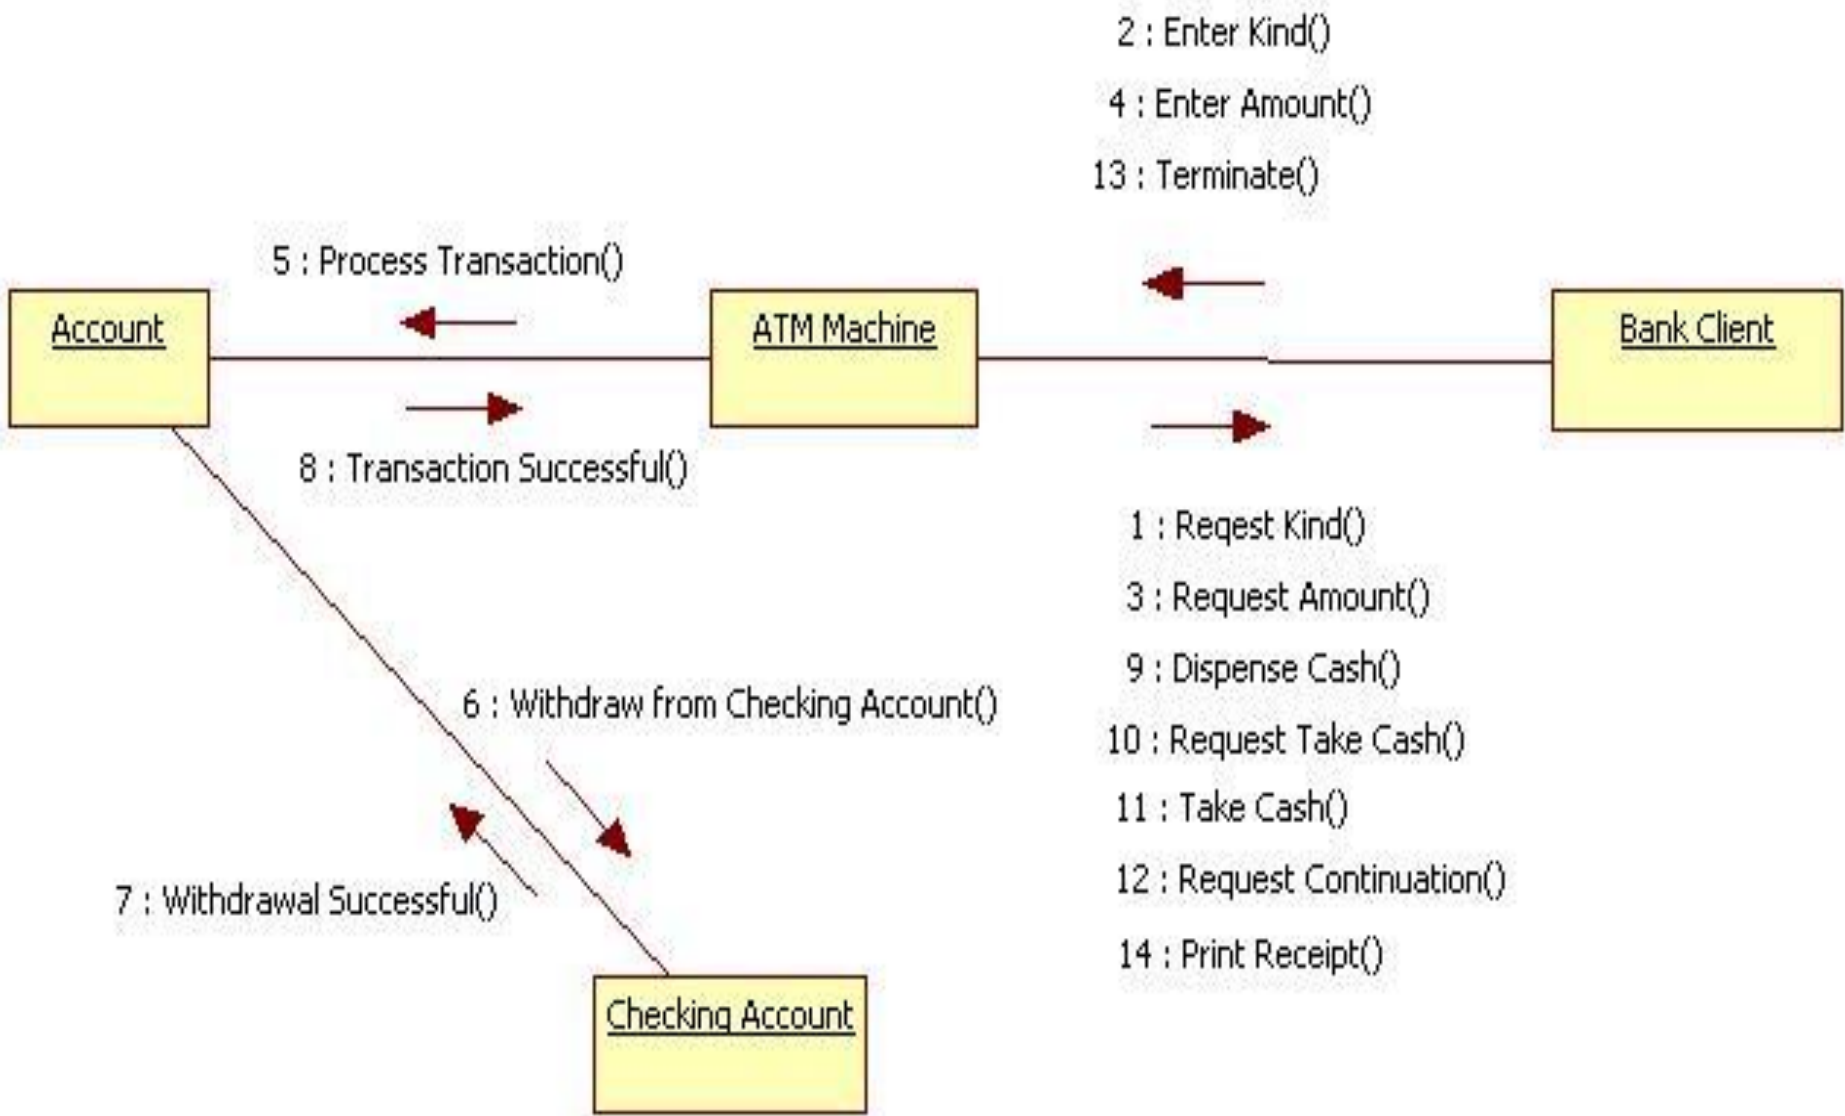 2 : Enter Kind()
4 : Enter Amount()
13 : Terminate()
5 : Process Transaction()
Account
ATM Machine
Bank Client
8 : Transaction Successful()
1 : Reqest Kind()
3 : Request Amount()
9 : Dispense Cash()
6 : Withdraw from Checking Account()
10 : Request Take Cash()
11 : Take Cash()
12 : Request Continuation()
7 : Withdrawal Successful()
14 : Print Receipt()
Checking Account